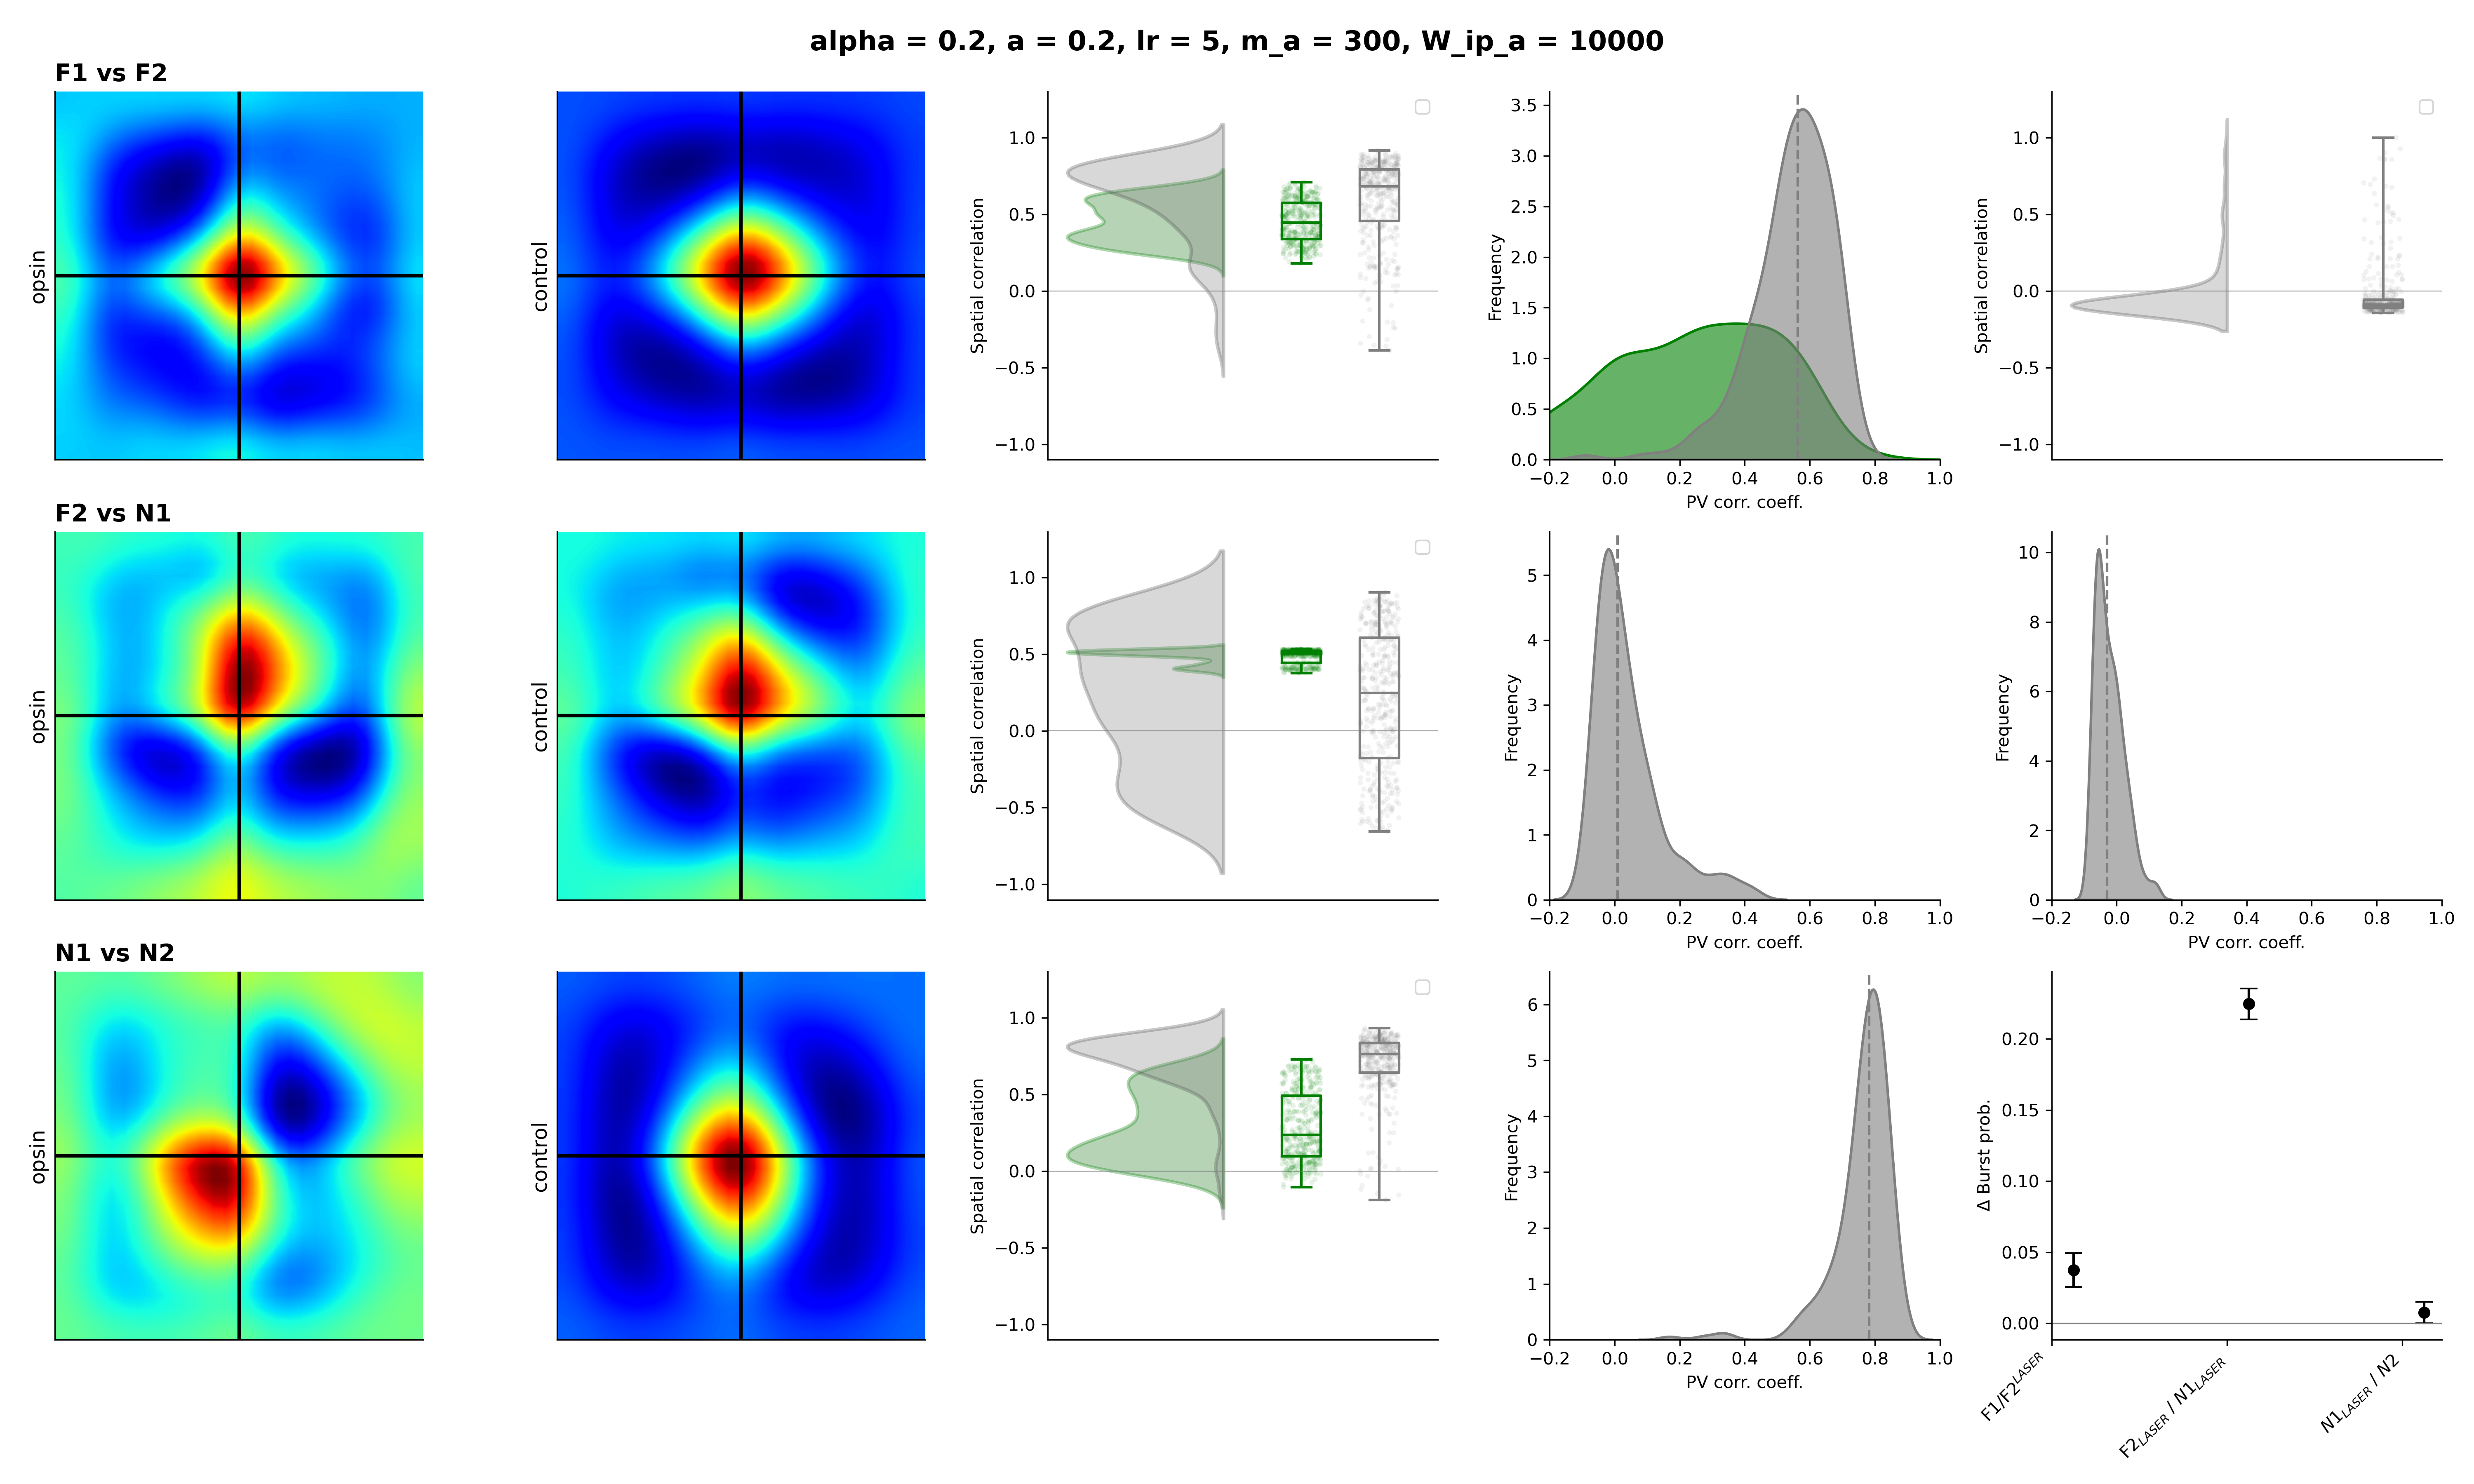 alpha = 0.2, a = 0.2, lr = 5, m_a = 300, W_ip_a = 10000
F1 vs F2
opsin
control
Spatial correlation
1.0
0.5
0.0
−0.5
−1.0
Frequency
3.5
3.0
2.5
2.0
1.5
1.0
0.5
0.0
−0.2 0.0 0.2 0.4 0.6 0.8 1.0
PV corr. coeff.
Spatial correlation
1.0
0.5
0.0
−0.5
−1.0
F2 vs N1
opsin
control
Spatial correlation
1.0
0.5
0.0
−0.5
−1.0
Frequency
5
4
3
2
1
0
−0.2 0.0 0.2 0.4 0.6 0.8 1.0
PV corr. coeff.
Frequency
10
8
6
4
2
0
−0.2 0.0 0.2 0.4 0.6 0.8 1.0
PV corr. coeff.
N1 vs N2
opsin
control
Spatial correlation
1.0
0.5
0.0
−0.5
−1.0
Frequency
6
5
4
3
2
1
0
−0.2 0.0 0.2 0.4 0.6 0.8 1.0
PV corr. coeff.
Δ Burst prob.
0.20
0.15
0.10
0.05
0.00
F1/F2^LASER
F2_LASER / N1_LASER
N1_LASER / N2